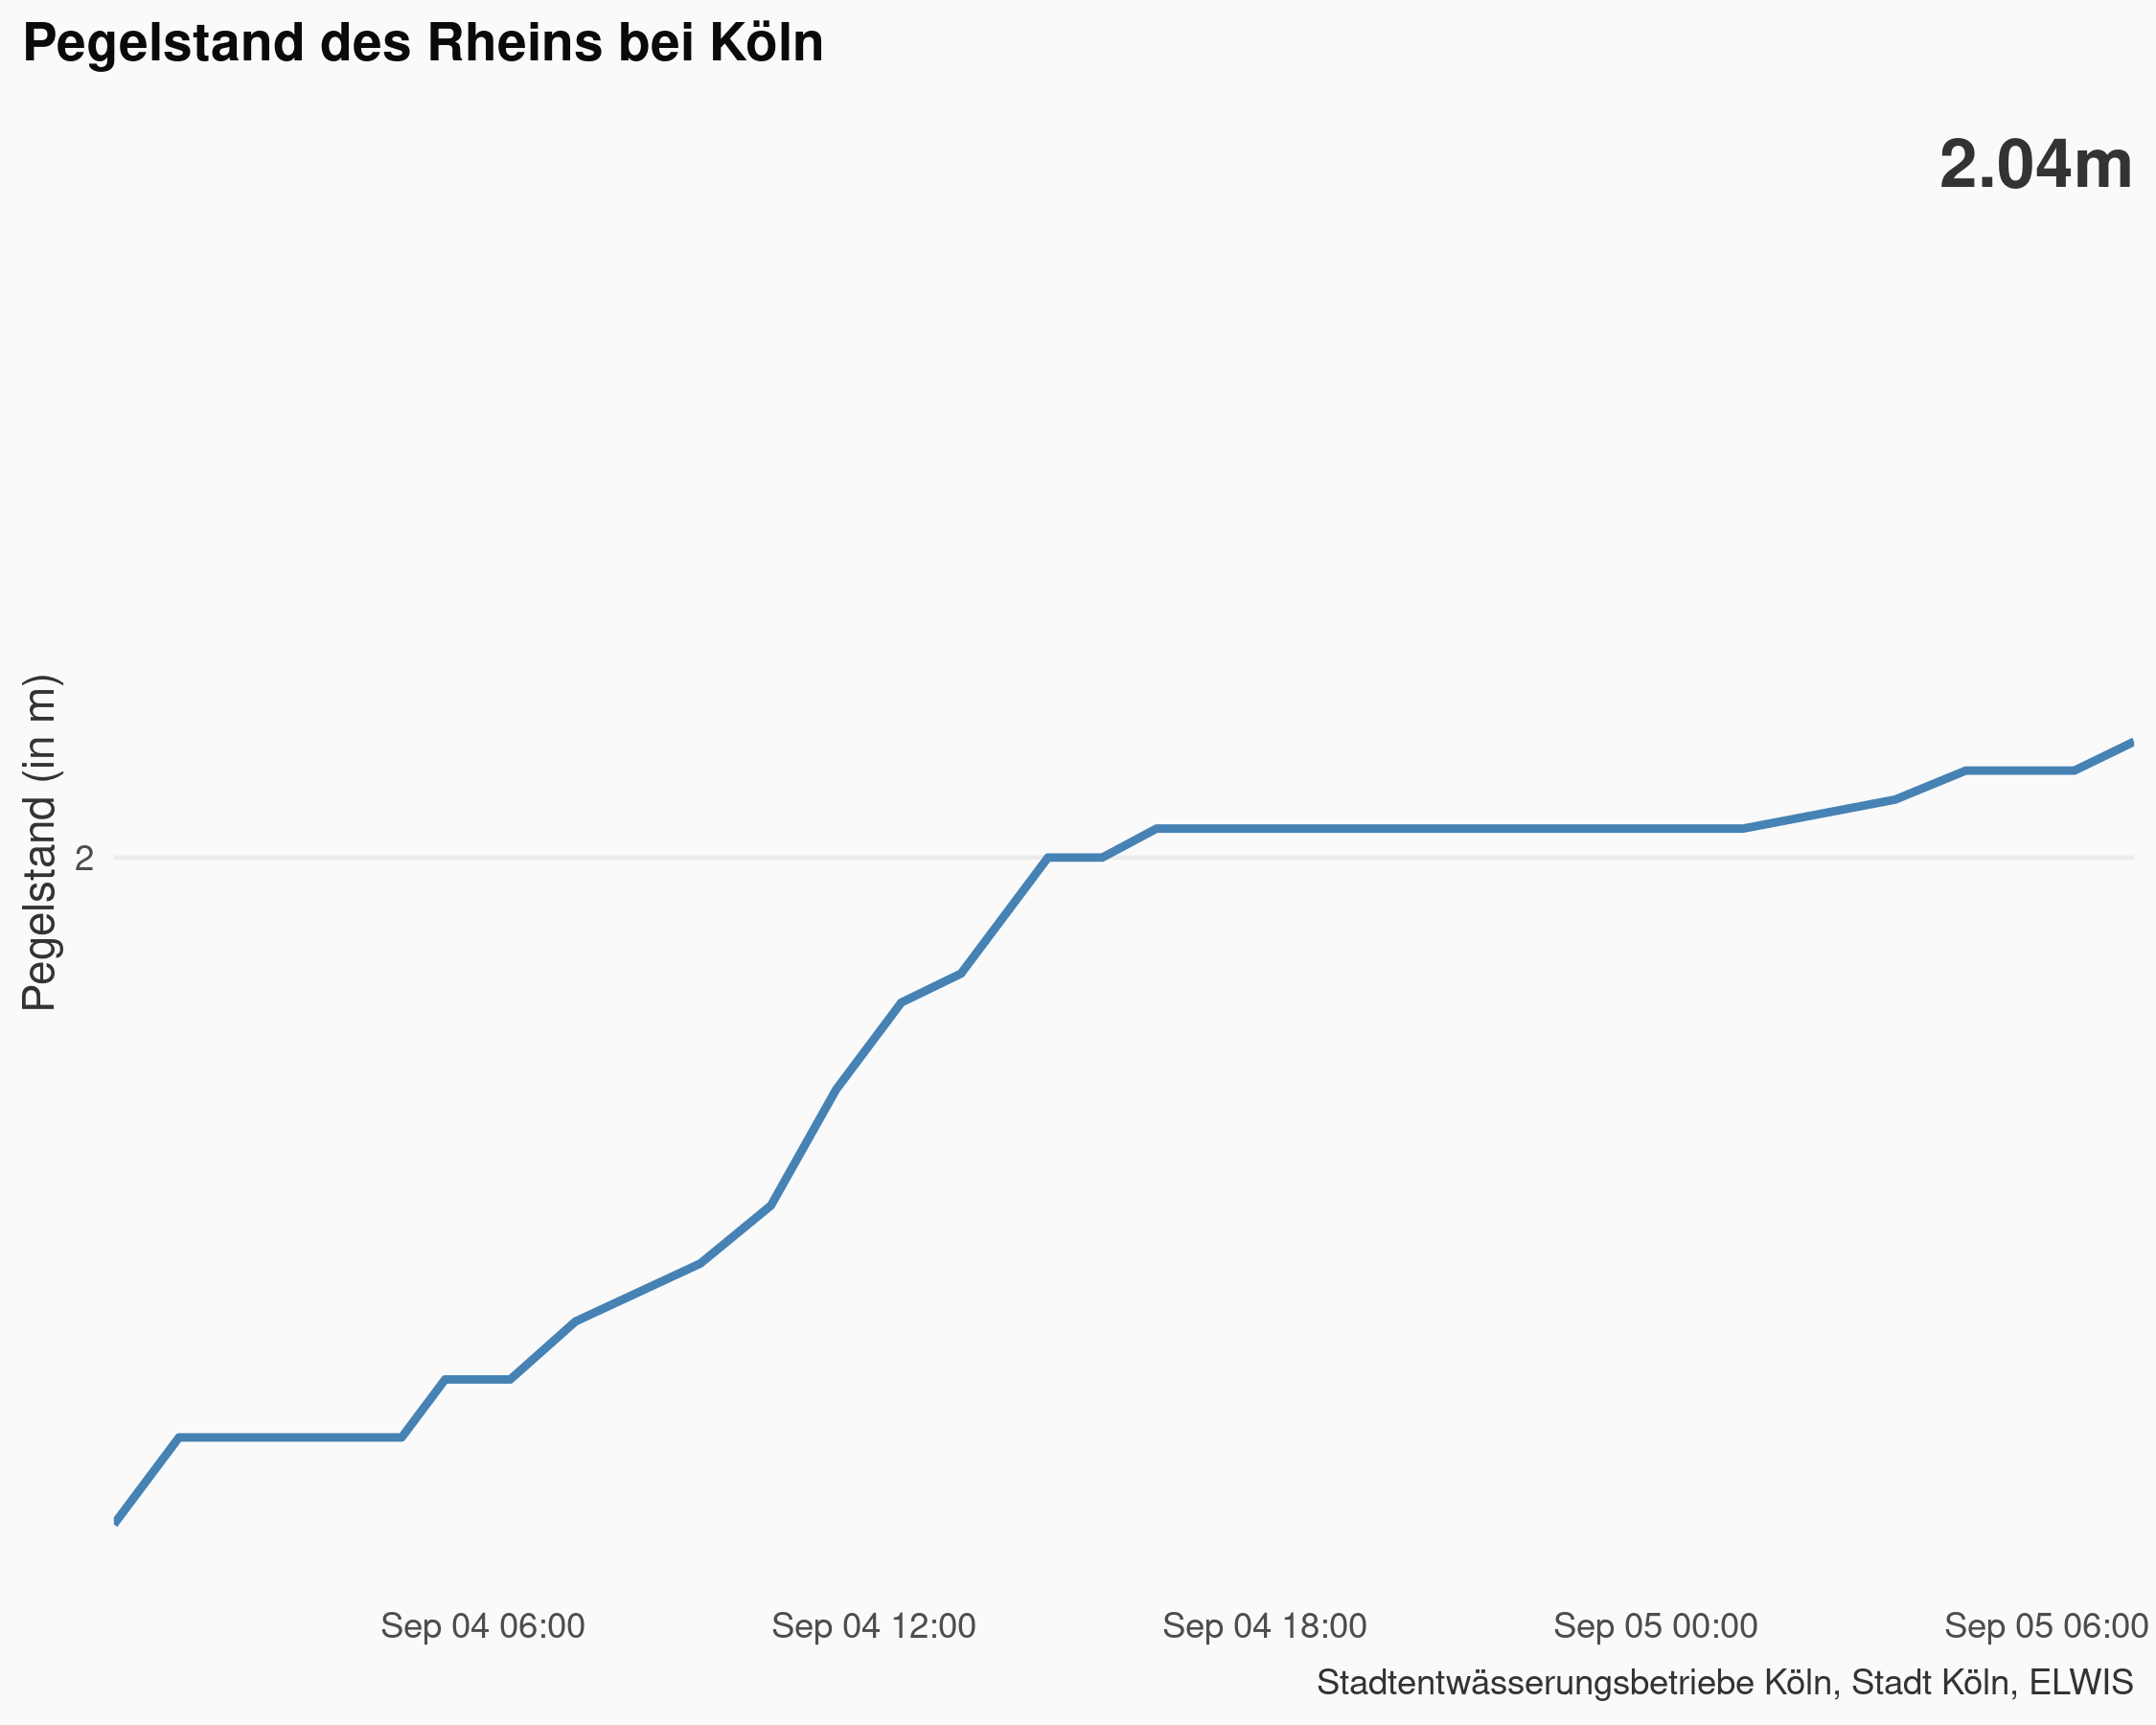 Pegelstand des Rheins bei Köln
2.04m
Pegelstand (in m)
2
Sep 04 06:00 Sep 04 12:00 Sep 04 18:00 Sep 05 00:00 Sep 05 06:00
Stadtentwässerungsbetriebe Köln, Stadt Köln, ELWIS